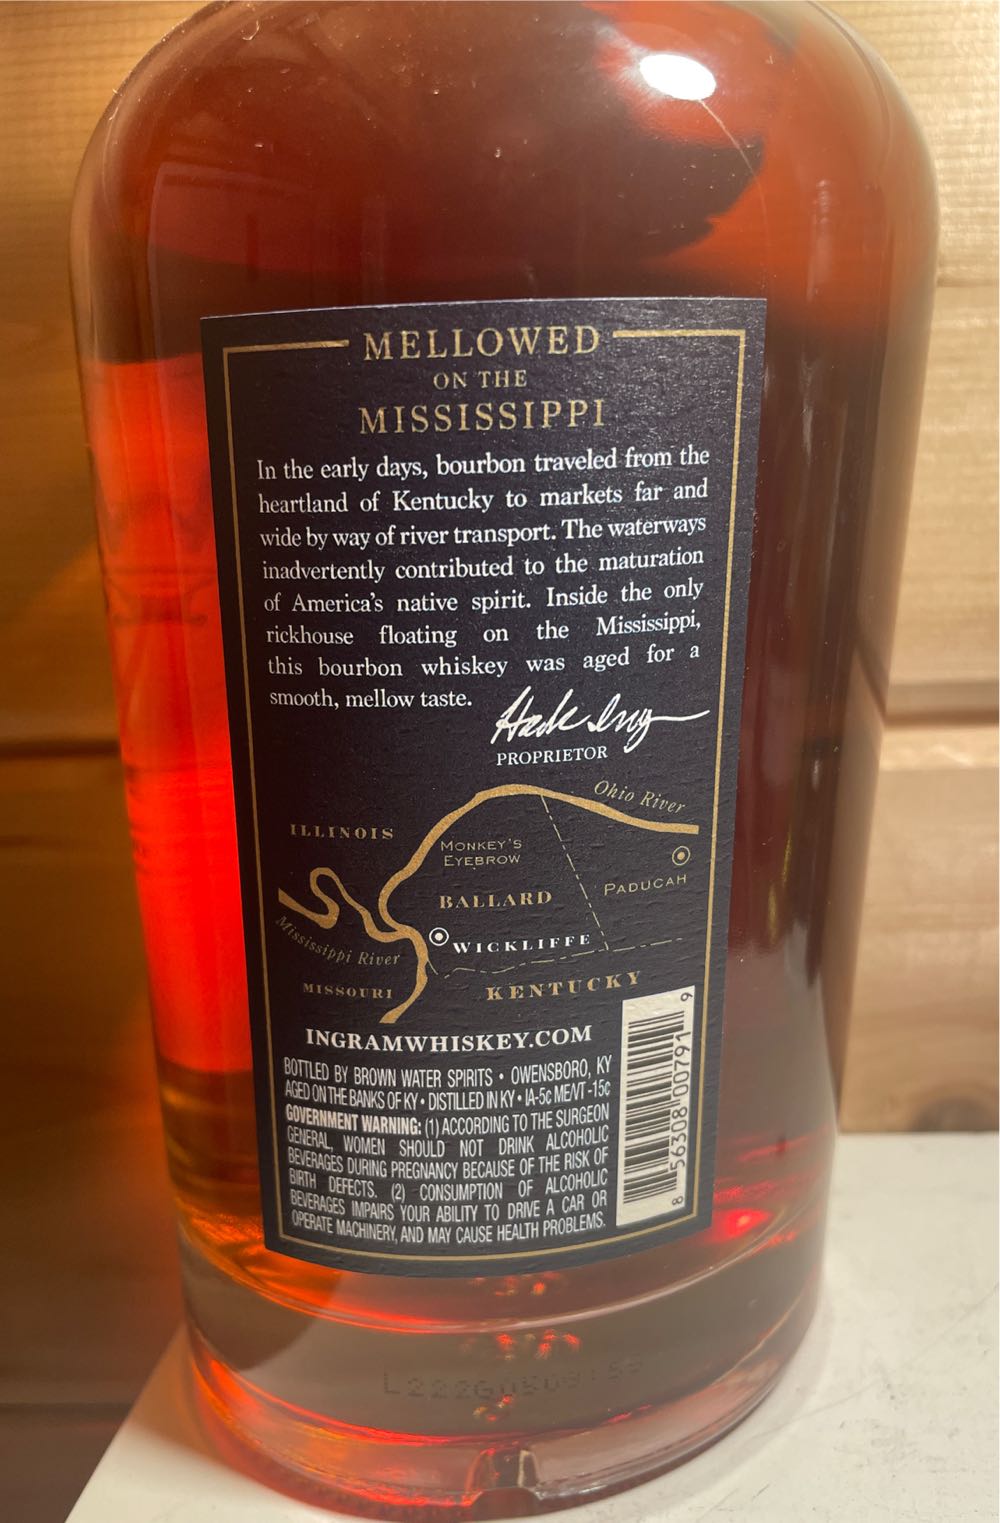 MELLOWED
ON THE
MISSISSIPPI
In the early days, bourbon traveled from the
heartland of Kentucky to markets far and
wide by way of river transport. The waterways
inadvertently contributed to the maturation
of America's native spirit. Inside the only
rickhouse floating on the Mississippi,
this bourbon whiskey was aged for a
smooth, mellow taste.
PROPRIETOR
Ohio River
ILLINOIS
MONKEY'S
EYEBROW
PADUCAH
BALLARD
WICKLIFFE
Mississippi River
MISSOURI
KENTUCKY
INGRAMWHISKEY.COM
BOTTLED BY BROWN WATER SPIRITS • OWENSBORO, KY
AGED ON THE BANKS OF KY • DISTILLED IN KY • IA-5c ME/VT -15c
GOVERNMENT WARNING: (1) ACCORDING TO THE SURGEON
GENERAL, WOMEN SHOULD NOT DRINK ALCOHOLIC
BEVERAGES DURING PREGNANCY BECAUSE OF THE RISK OF
BIRTH DEFECTS. (2) CONSUMPTION OF ALCOHOLIC
BEVERAGES IMPAIRS YOUR ABILITY TO DRIVE A CAR OR
OPERATE MACHINERY, AND MAY CAUSE HEALTH PROBLEMS.
8 56308 00791 9